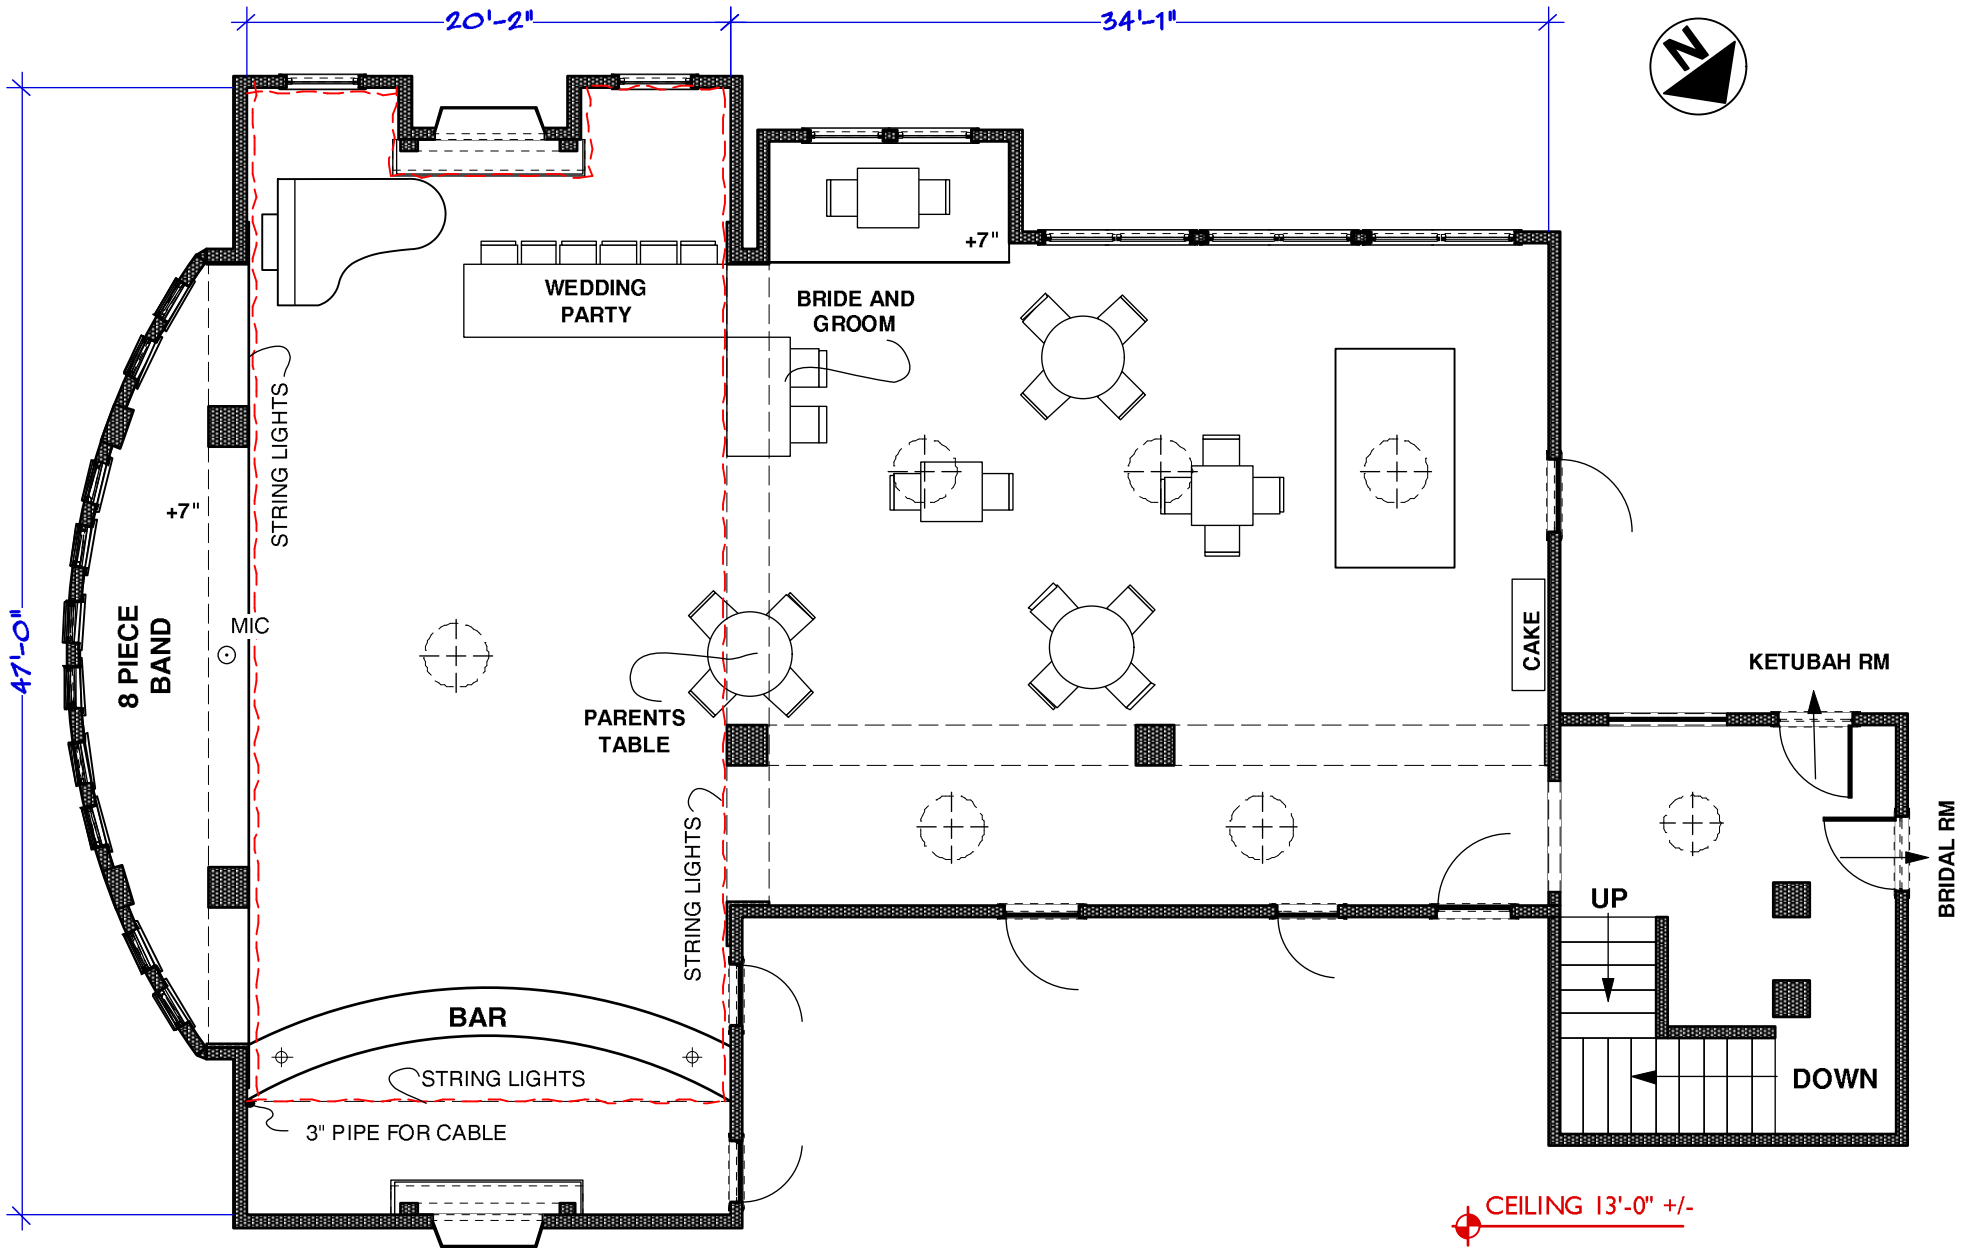 20'-2"
34'-1"
N
47'-0"
+7"
WEDDING
PARTY
BRIDE AND
GROOM
STRING LIGHTS
+7"
8 PIECE
BAND
MIC
PARENTS
TABLE
CAKE
KETUBAH RM
BRIDAL RM
STRING LIGHTS
UP
BAR
STRING LIGHTS
DOWN
3" PIPE FOR CABLE
CEILING 13'-0" +/-